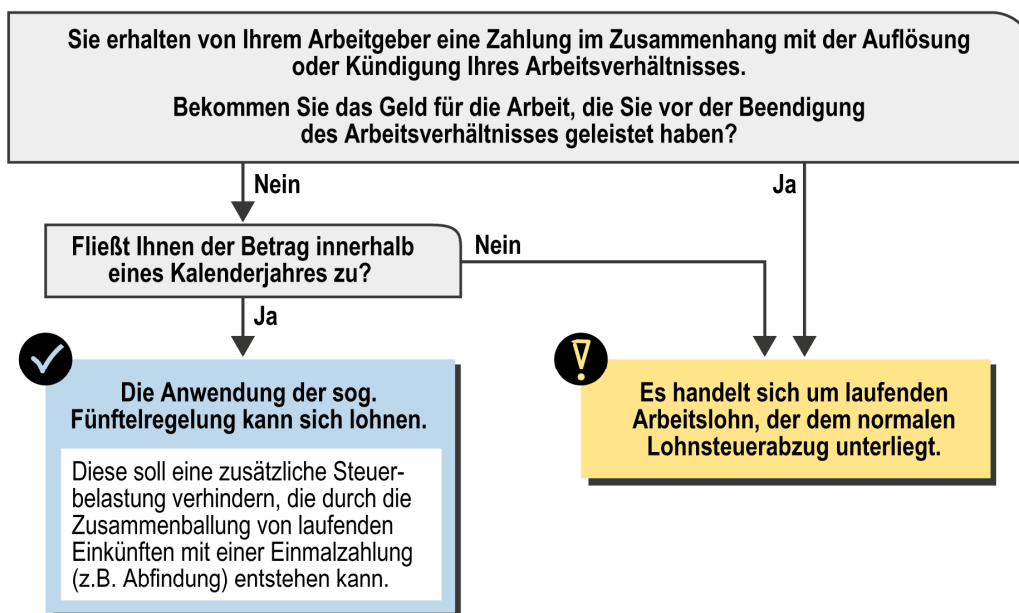 Sie erhalten von Ihrem Arbeitgeber eine Zahlung im Zusammenhang mit der Auflösung
oder Kündigung Ihres Arbeitsverhältnisses.
Bekommen Sie das Geld für die Arbeit, die Sie vor der Beendigung
des Arbeitsverhältnisses geleistet haben?
Nein
Ja
Fließt Ihnen der Betrag innerhalb
eines Kalenderjahres zu?
Nein
Ja
Die Anwendung der sog.
Fünftelregelung kann sich lohnen.
Diese soll eine zusätzliche Steuer-
belastung verhindern, die durch die
Zusammenballung von laufenden
Einkünften mit einer Einmalzahlung
(z.B. Abfindung) entstehen kann.
Es handelt sich um laufenden
Arbeitslohn, der dem normalen
Lohnsteuerabzug unterliegt.